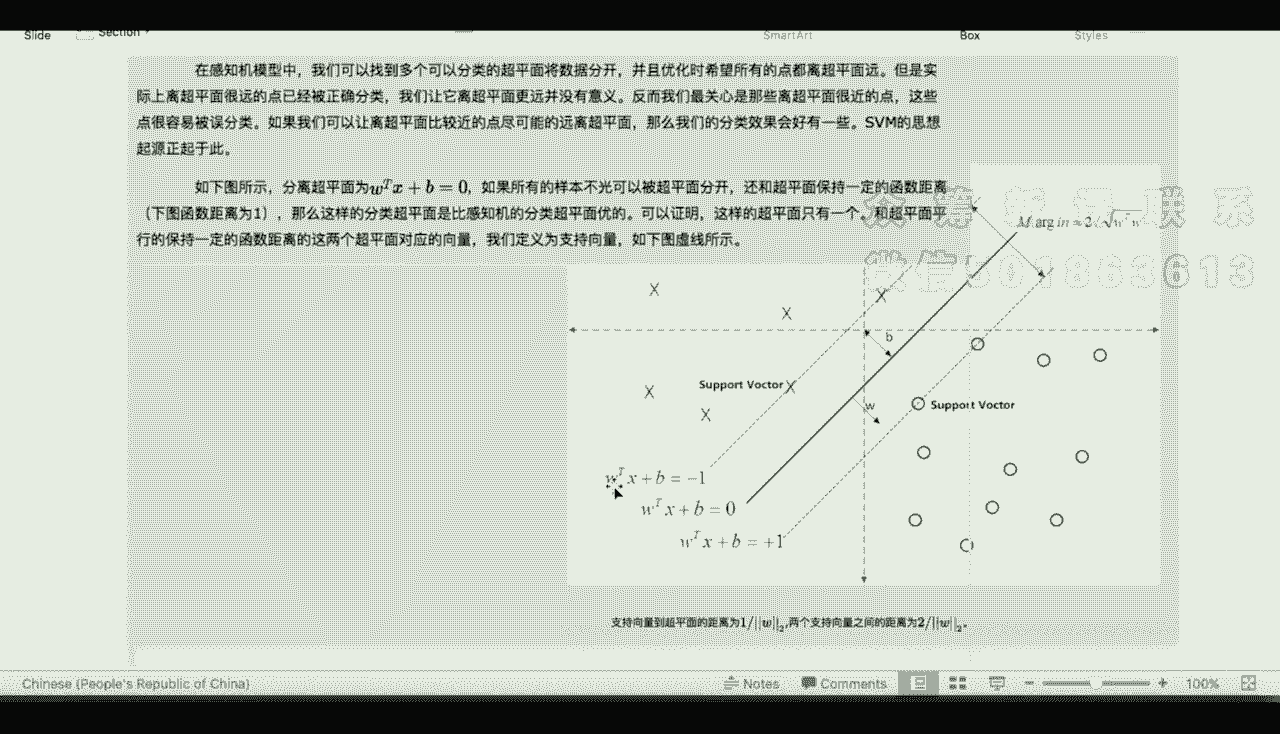 Slide
Section
SmartArt
Box
Styles
在感知机模型中，我们可以找到多个可以分类的超平面将数据分开，并且优化时希望所有的点都离超平面远。但是实
际上离超平面很远的点已经被正确分类，我们让它离超平面更远并没有意义。反而我们最关心是那些离超平面很近的点，这些
点很容易被误分类。如果我们可以让离超平面比较近的点尽可能的远离超平面，那么我们的分类效果会好有一些。SVM的思想
起源正起于此。
如下图所示，分离超平面为w^T x + b = 0，如果所有的样本不光可以被超平面分开，还和超平面保持一定的函数距离
（下图函数距离为1），那么这样的分类超平面是比感知机的分类超平面优的。可以证明，这样的超平面只有一个。和超平面平
行的保持一定的函数距离的这两个超平面对应的向量，我们定义为支持向量，如下图虚线所示。
联系
微信501863613
M arg in = 2 / √w^T w
b
Support Voctor
w
Support Voctor
w^T x + b = -1
w^T x + b = 0
w^T x + b = +1
支持向量到超平面的距离为1/||w||_2,两个支持向量之间的距离为2/||w||_2。
Chinese (People's Republic of China)
Notes
Comments
100%